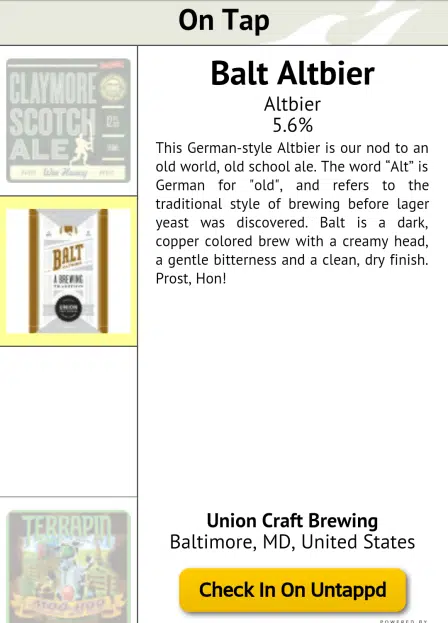 On Tap
CLAYMORE
SCOTCH
ALE
Wee Heavy
BALT
A BREWING
UNION
TERRAPIN
MOO-HOO
Balt Altbier
Altbier
5.6%
This German-style Altbier is our nod to an
old world, old school ale. The word “Alt” is
German for "old", and refers to the
traditional style of brewing before lager
yeast was discovered. Balt is a dark,
copper colored brew with a creamy head,
a gentle bitterness and a clean, dry finish.
Prost, Hon!
Union Craft Brewing
Baltimore, MD, United States
Check In On Untappd
POWERED BY